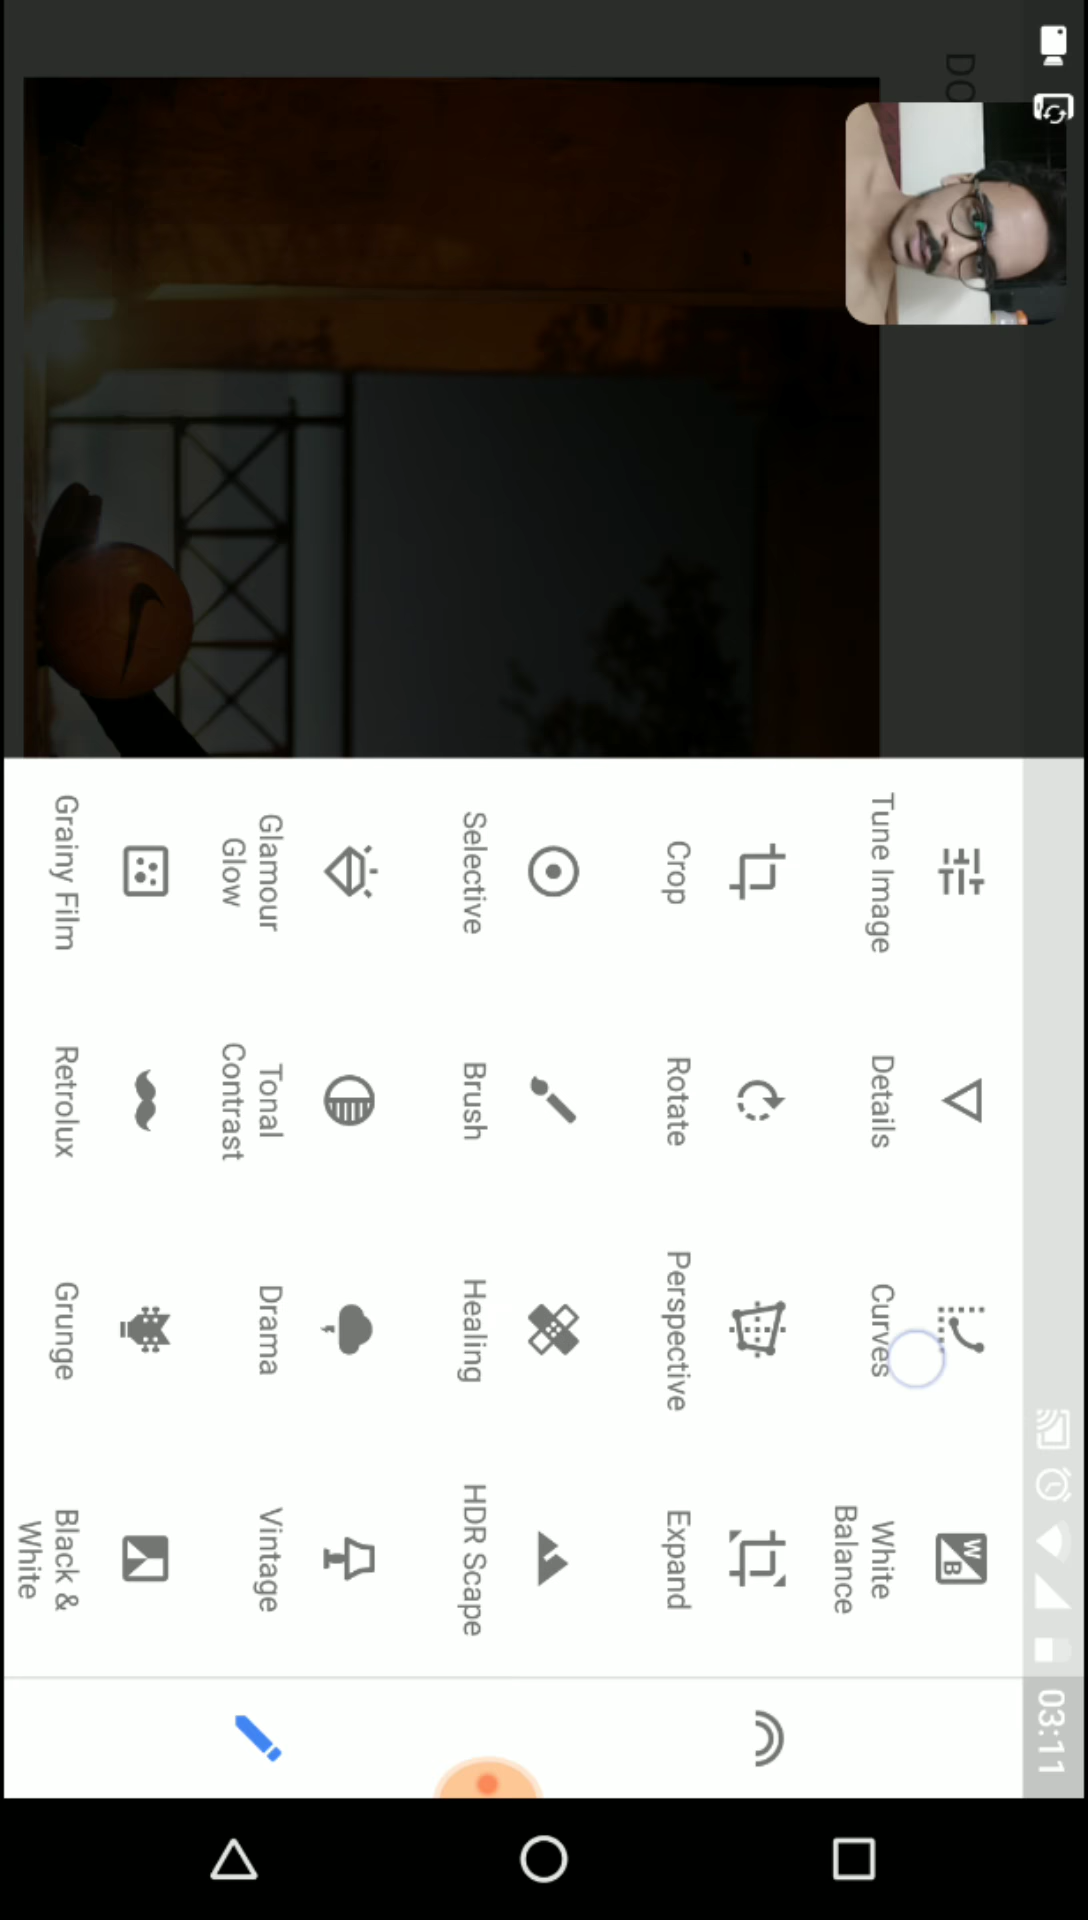 03:11
DO
Tune Image
Details
Curves
White
Balance
W
B
Crop
Rotate
Perspective
Expand
Selective
Brush
Healing
HDR Scape
Glamour
Glow
Tonal
Contrast
Drama
Vintage
Grainy Film
Retrolux
Grunge
Black &
White